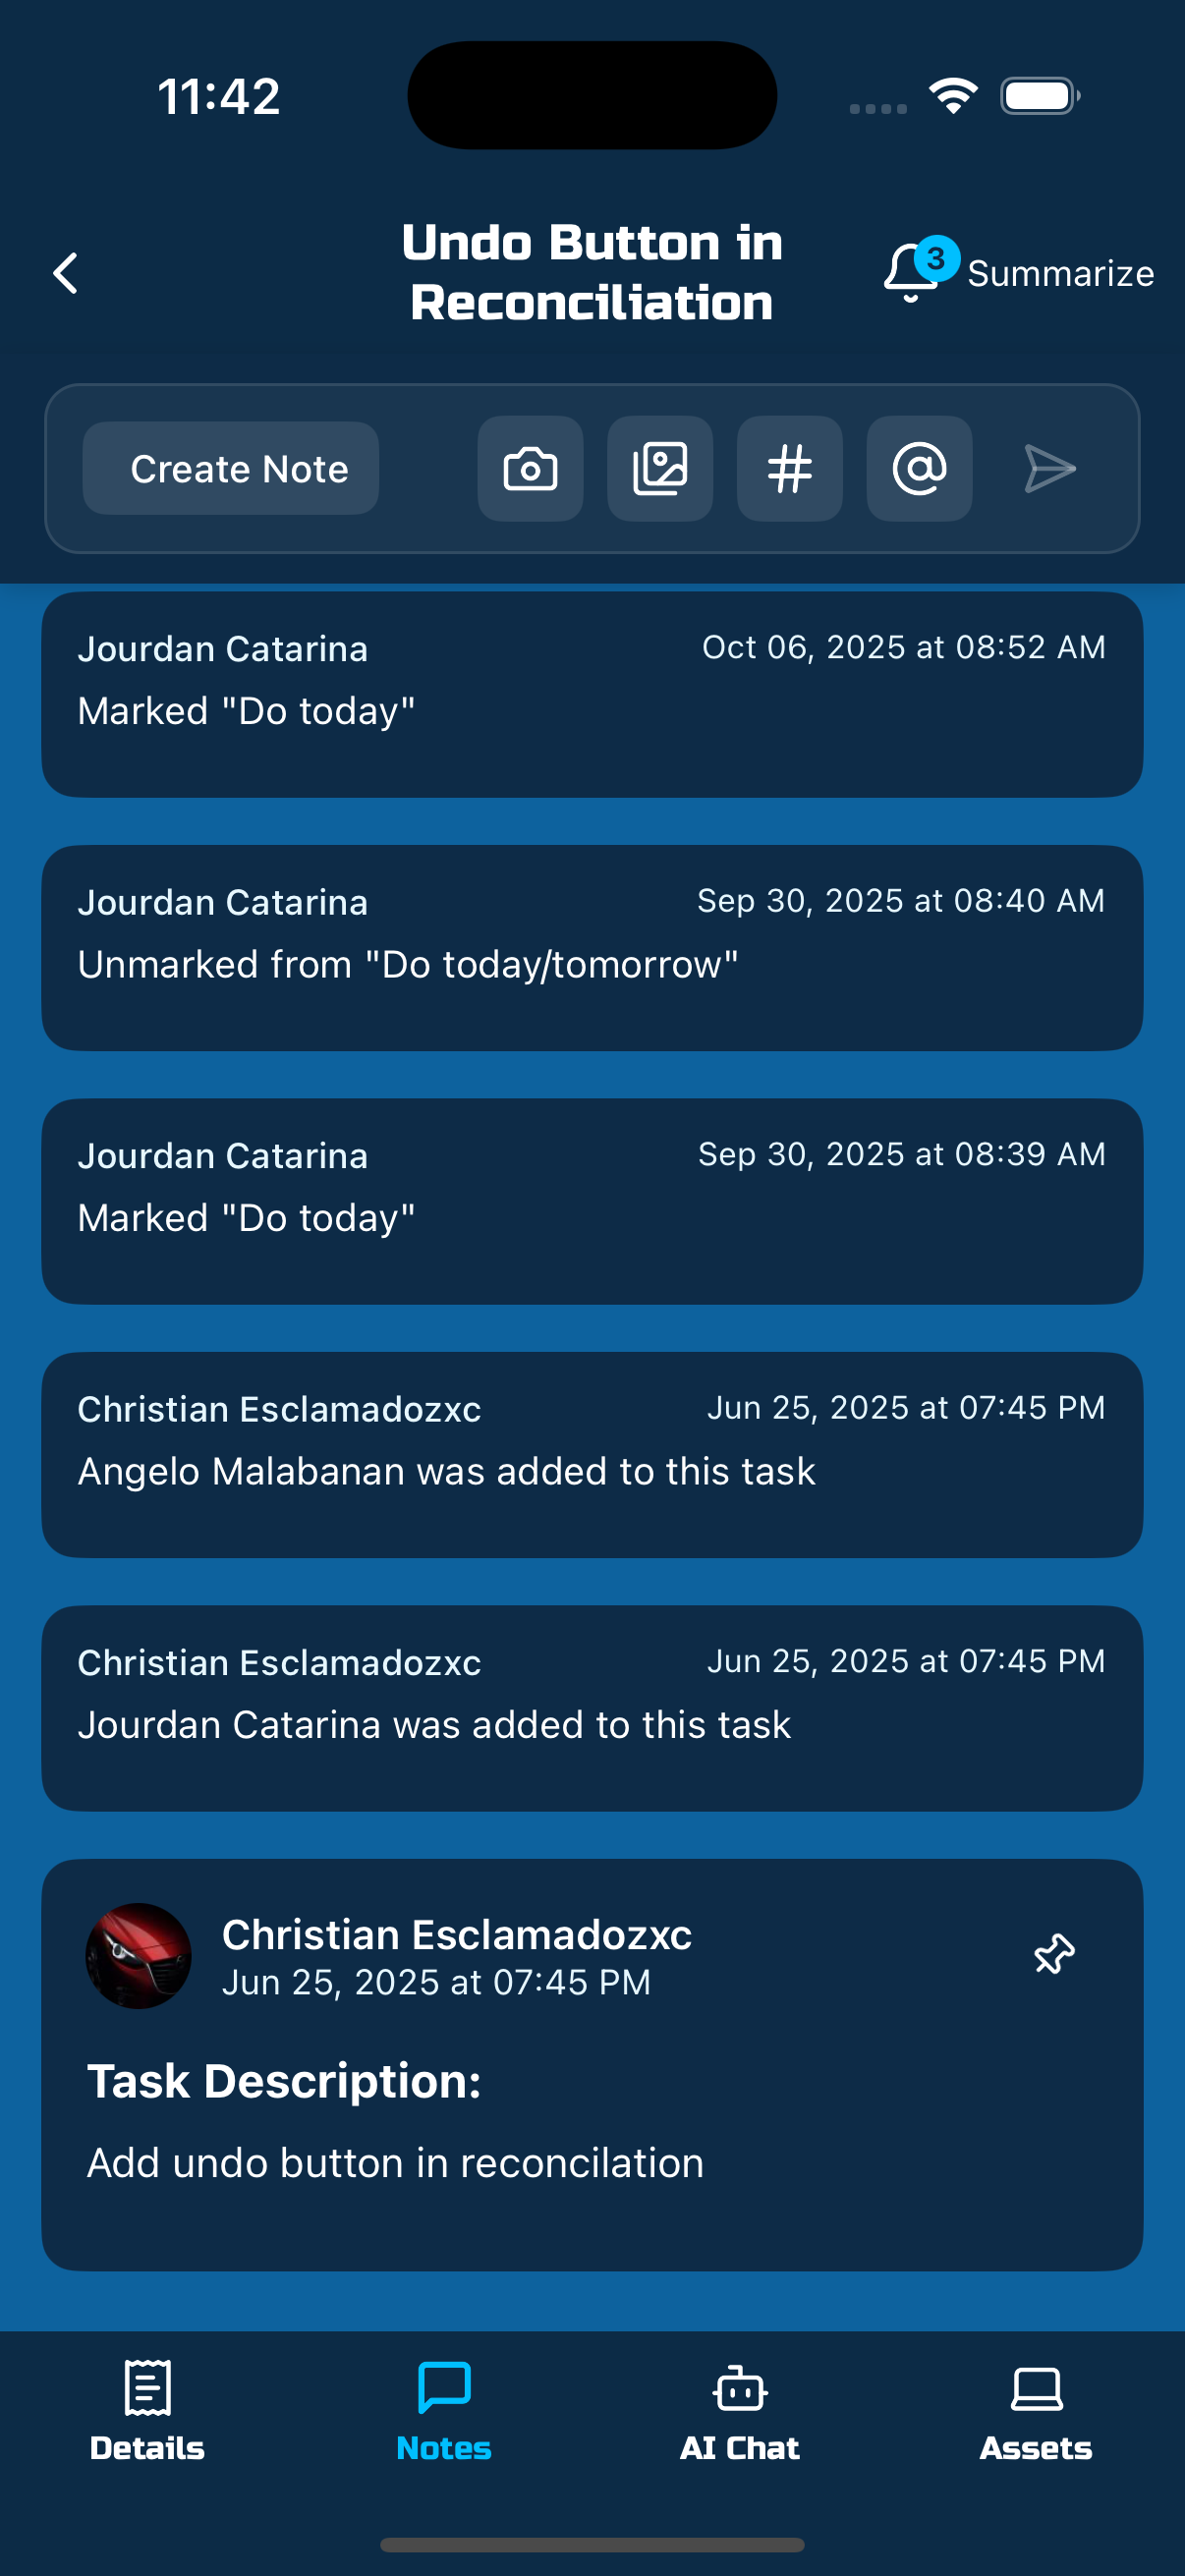 11:42
Undo Button in
Reconciliation
3
Summarize
Create Note
Jourdan Catarina
Oct 06, 2025 at 08:52 AM
Marked "Do today"
Jourdan Catarina
Sep 30, 2025 at 08:40 AM
Unmarked from "Do today/tomorrow"
Jourdan Catarina
Sep 30, 2025 at 08:39 AM
Marked "Do today"
Christian Esclamadozxc
Jun 25, 2025 at 07:45 PM
Angelo Malabanan was added to this task
Christian Esclamadozxc
Jun 25, 2025 at 07:45 PM
Jourdan Catarina was added to this task
Christian Esclamadozxc
Jun 25, 2025 at 07:45 PM
Task Description:
Add undo button in reconcilation
Details
Notes
AI Chat
Assets